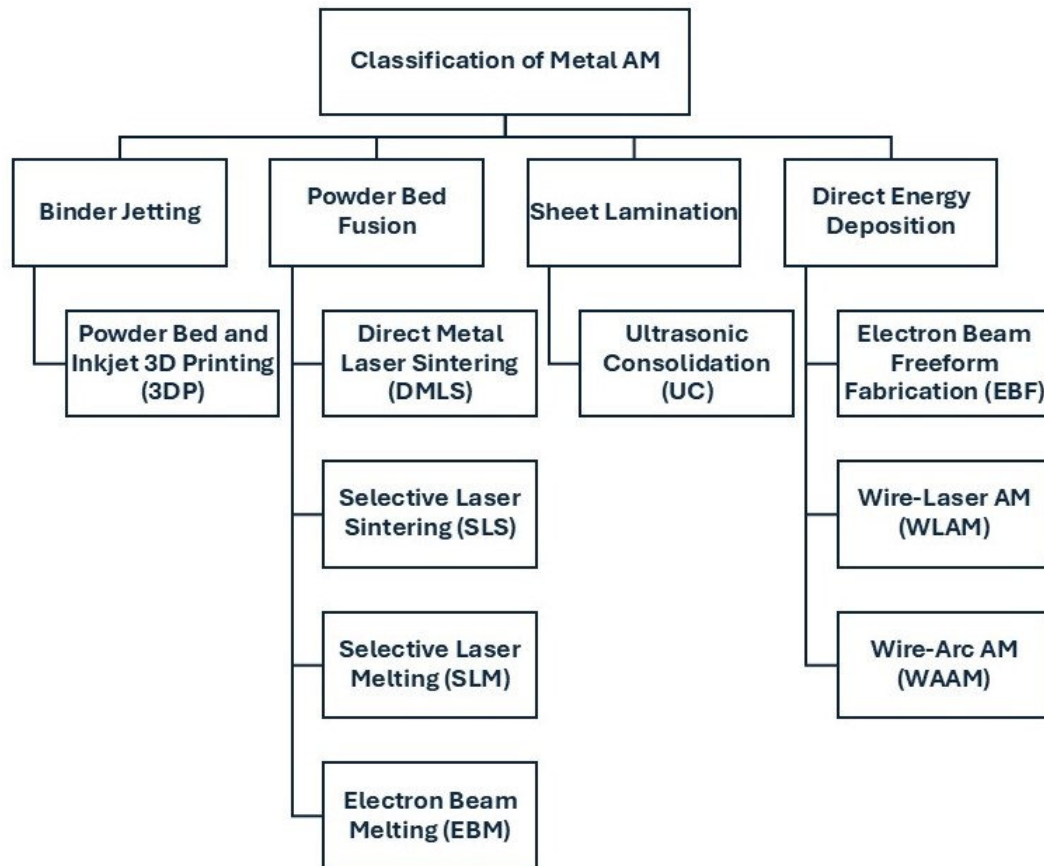 Classification of Metal AM
Binder Jetting
Powder Bed
Fusion
Sheet Lamination
Direct Energy
Deposition
Powder Bed and
Inkjet 3D Printing
(3DP)
Direct Metal
Laser Sintering
(DMLS)
Selective Laser
Sintering (SLS)
Selective Laser
Melting (SLM)
Electron Beam
Melting (EBM)
Ultrasonic
Consolidation
(UC)
Electron Beam
Freeform
Fabrication (EBF)
Wire-Laser AM
(WLAM)
Wire-Arc AM
(WAAM)